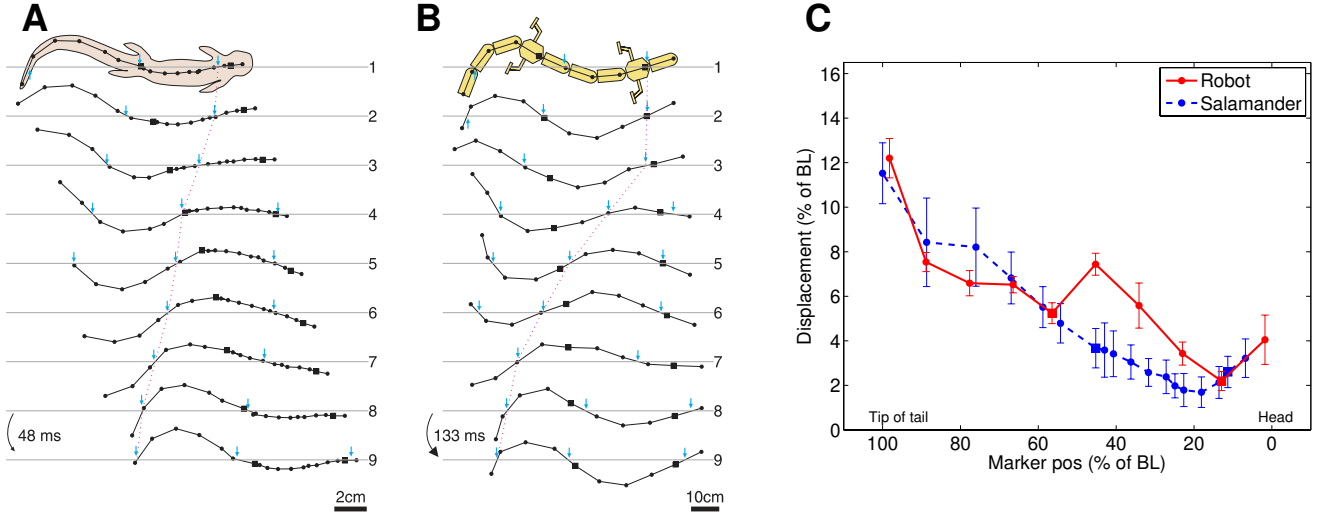 A
1
2
3
4
5
6
7
8
9
48 ms
2cm
B
1
2
3
4
5
6
7
8
9
133 ms
10cm
C
Robot
Salamander
Displacement (% of BL)
16
14
12
10
8
6
4
2
0
Tip of tail
Head
100
80
60
40
20
0
Marker pos (% of BL)